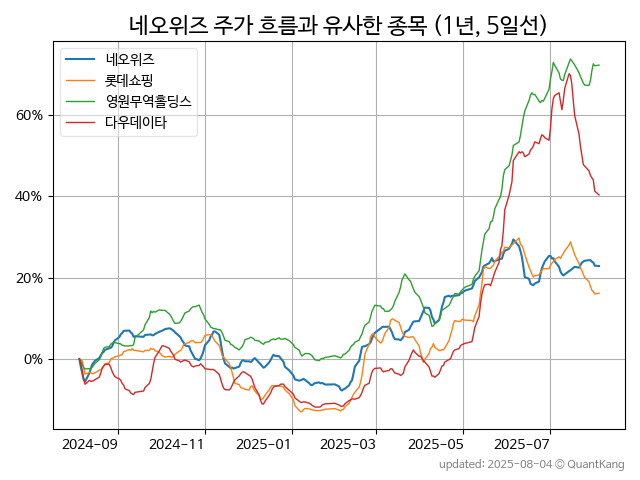 네오위즈 주가 흐름과 유사한 종목 (1년, 5일선)
네오위즈
롯데쇼핑
영원무역홀딩스
다우데이타
60%
40%
20%
0%
2024-09 2024-11 2025-01 2025-03 2025-05 2025-07
updated: 2025-08-04 © QuantKang